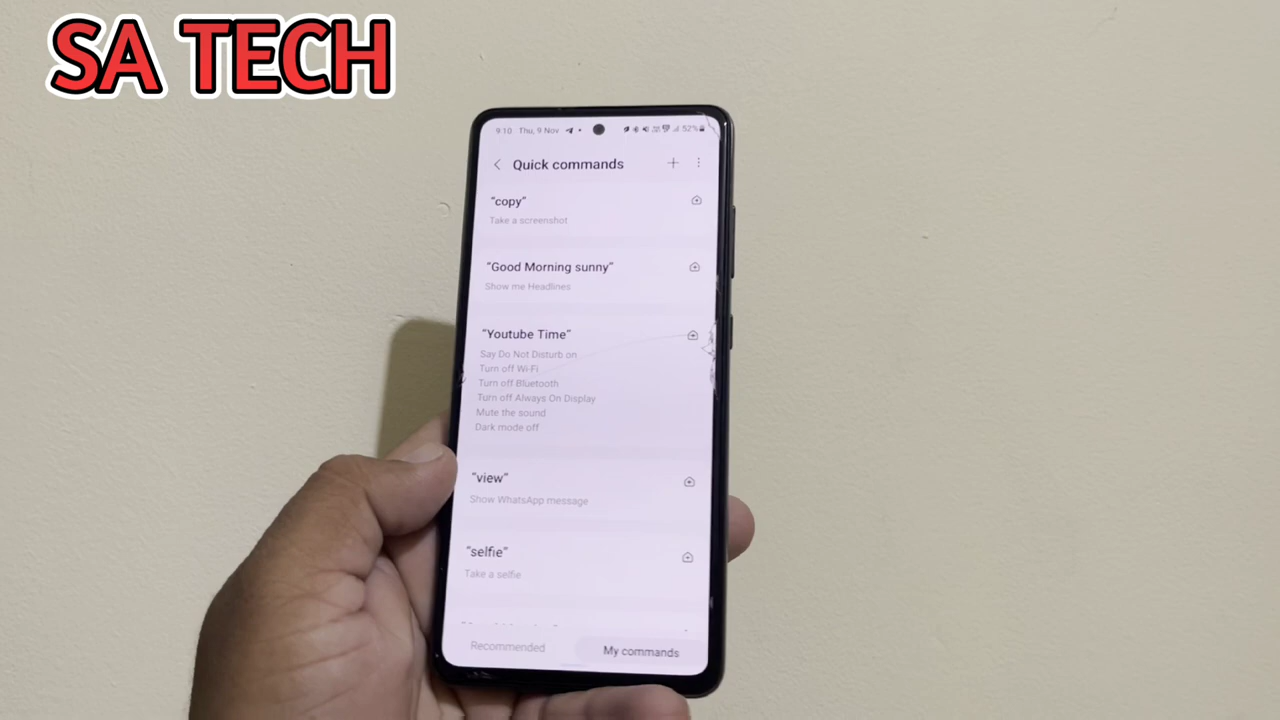 SA TECH
9:10 Thu, 9 Nov 52%
Quick commands
"copy"
Take a screenshot
"Good Morning sunny"
Show me Headlines
"Youtube Time"
Say Do Not Disturb on
Turn off Wi-Fi
Turn off Bluetooth
Turn off Always On Display
Mute the sound
Dark mode off
"view"
Show WhatsApp message
"selfie"
Take a selfie
Recommended My commands